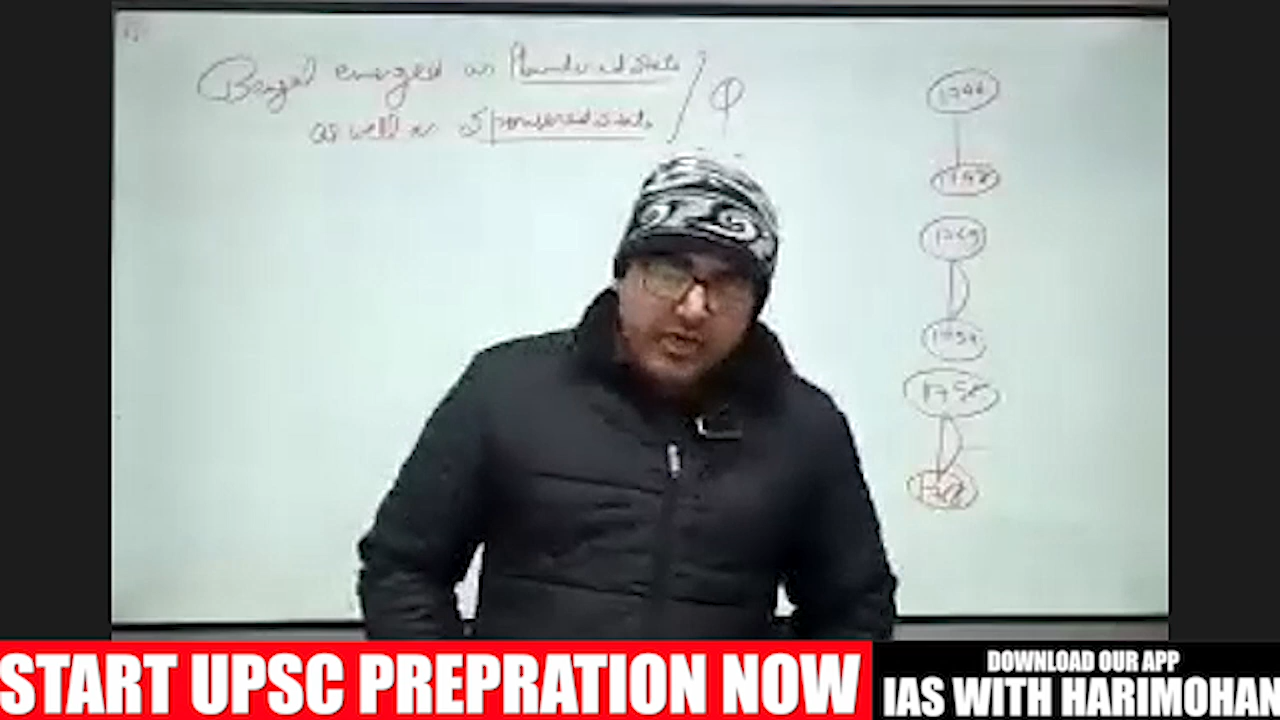 Bengal emerged as Plundered State
as well as Sponsored State
1746
1748
1749
1754
START UPSC PREPRATION NOW
DOWNLOAD OUR APP
IAS WITH HARIMOHAN